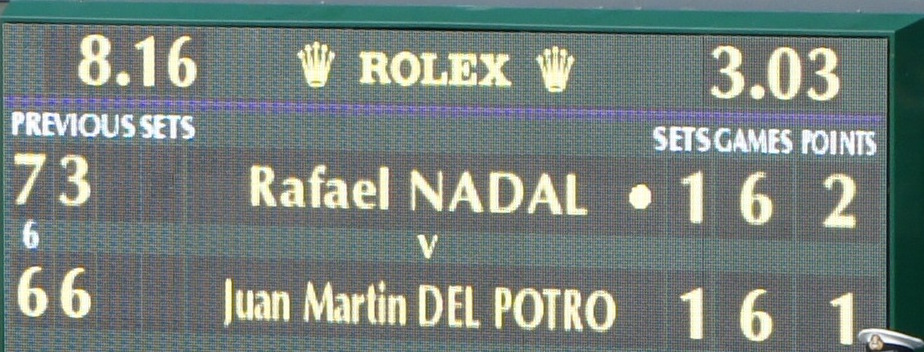 8.16 ROLEX 3.03
PREVIOUS SETS SETS GAMES POINTS
7 3 Rafael NADAL • 1 6 2
6 V
6 6 Juan Martin DEL POTRO 1 6 1